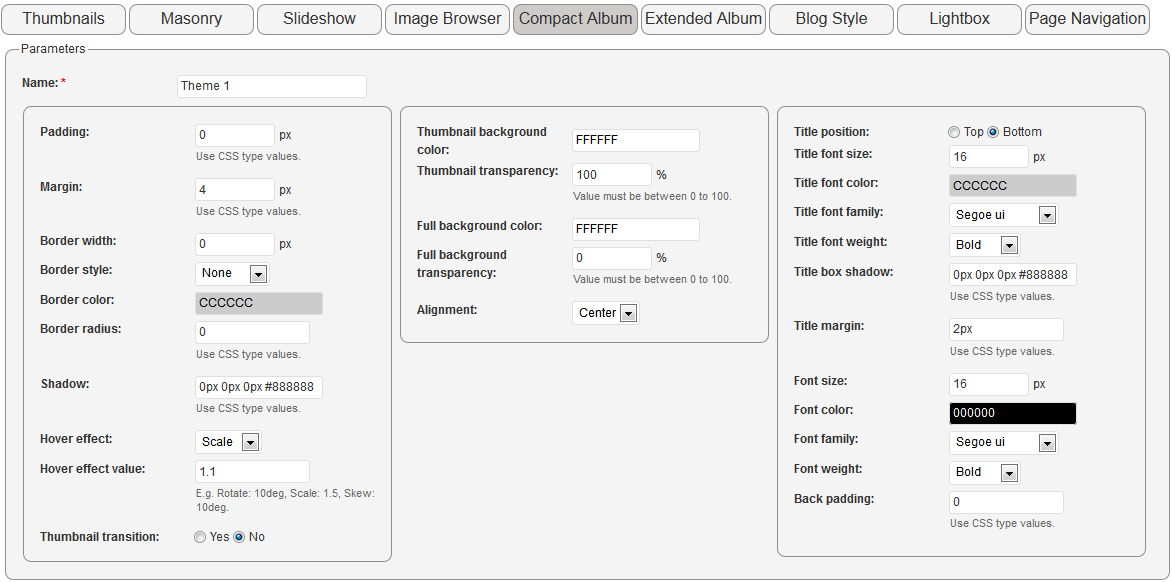 Thumbnails Masonry Slideshow Image Browser Compact Album Extended Album Blog Style Lightbox Page Navigation
Parameters
Name: * Theme 1
Padding: 0 px
Use CSS type values.
Margin: 4 px
Use CSS type values.
Border width: 0 px
Border style: None
Border color: CCCCCC
Border radius: 0
Use CSS type values.
Shadow: 0px 0px 0px #888888
Use CSS type values.
Hover effect: Scale
Hover effect value: 1.1
E.g. Rotate: 10deg, Scale: 1.5, Skew:
10deg.
Thumbnail transition: Yes No
Thumbnail background
color: FFFFFF
Thumbnail transparency: 100 %
Value must be between 0 to 100.
Full background color: FFFFFF
Full background
transparency: 0 %
Value must be between 0 to 100.
Alignment: Center
Title position: Top Bottom
Title font size: 16 px
Title font color: CCCCCC
Title font family: Segoe ui
Title font weight: Bold
Title box shadow: 0px 0px 0px #888888
Use CSS type values.
Title margin: 2px
Use CSS type values.
Font size: 16 px
Font color: 000000
Font family: Segoe ui
Font weight: Bold
Back padding: 0
Use CSS type values.